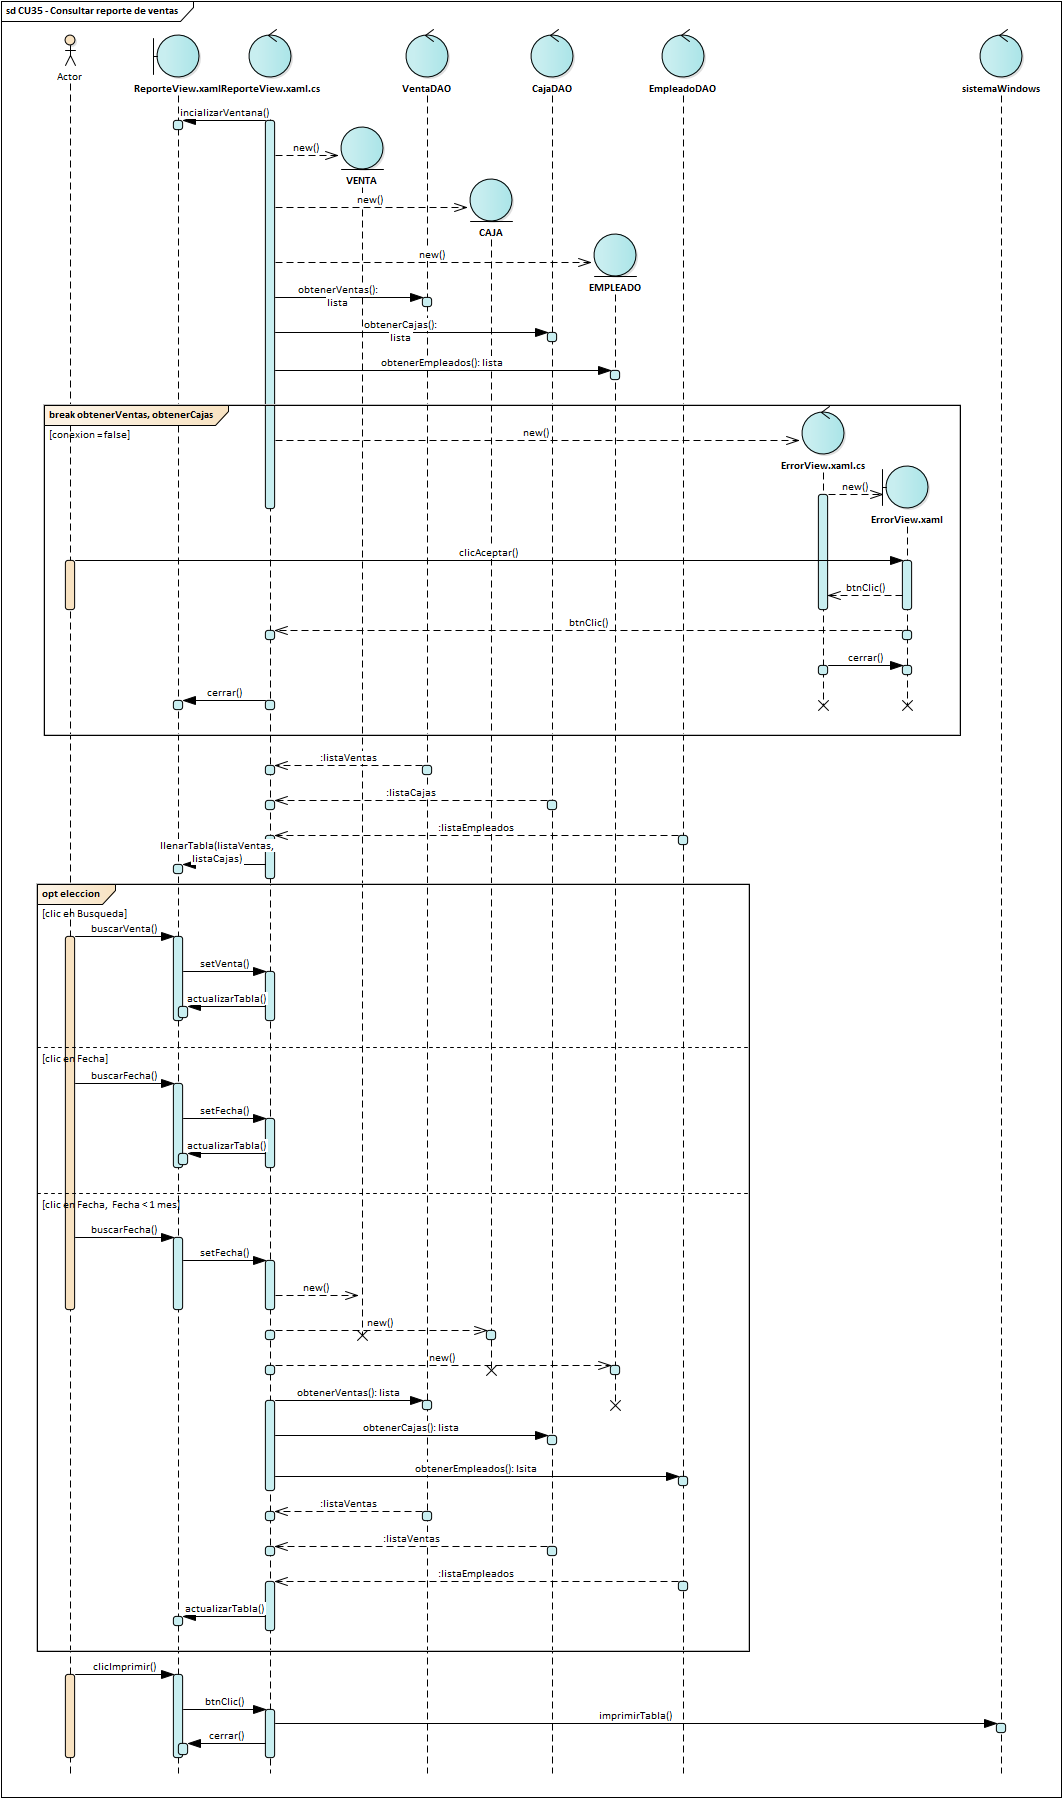 sd CU35 - Consultar reporte de ventas
Actor
ReporteView.xaml
ReporteView.xaml.cs
VentaDAO
CajaDAO
EmpleadoDAO
sistemaWindows
incializarVentana()
new()
VENTA
new()
CAJA
new()
EMPLEADO
obtenerVentas():
lista
obtenerCajas():
lista
obtenerEmpleados(): lista
break obtenerVentas, obtenerCajas
[conexion = false]
new()
ErrorView.xaml.cs
new()
ErrorView.xaml
clicAceptar()
btnClic()
btnClic()
cerrar()
cerrar()
:listaVentas
:listaCajas
:listaEmpleados
llenarTabla(listaVentas,
listaCajas)
opt eleccion
[clic en Busqueda]
buscarVenta()
setVenta()
actualizarTabla()
[clic en Fecha]
buscarFecha()
setFecha()
actualizarTabla()
[clic en Fecha, Fecha < 1 mes]
buscarFecha()
setFecha()
new()
new()
new()
obtenerVentas(): lista
obtenerCajas(): lista
obtenerEmpleados(): lsita
:listaVentas
:listaVentas
:listaEmpleados
actualizarTabla()
clicImprimir()
btnClic()
imprimirTabla()
cerrar()